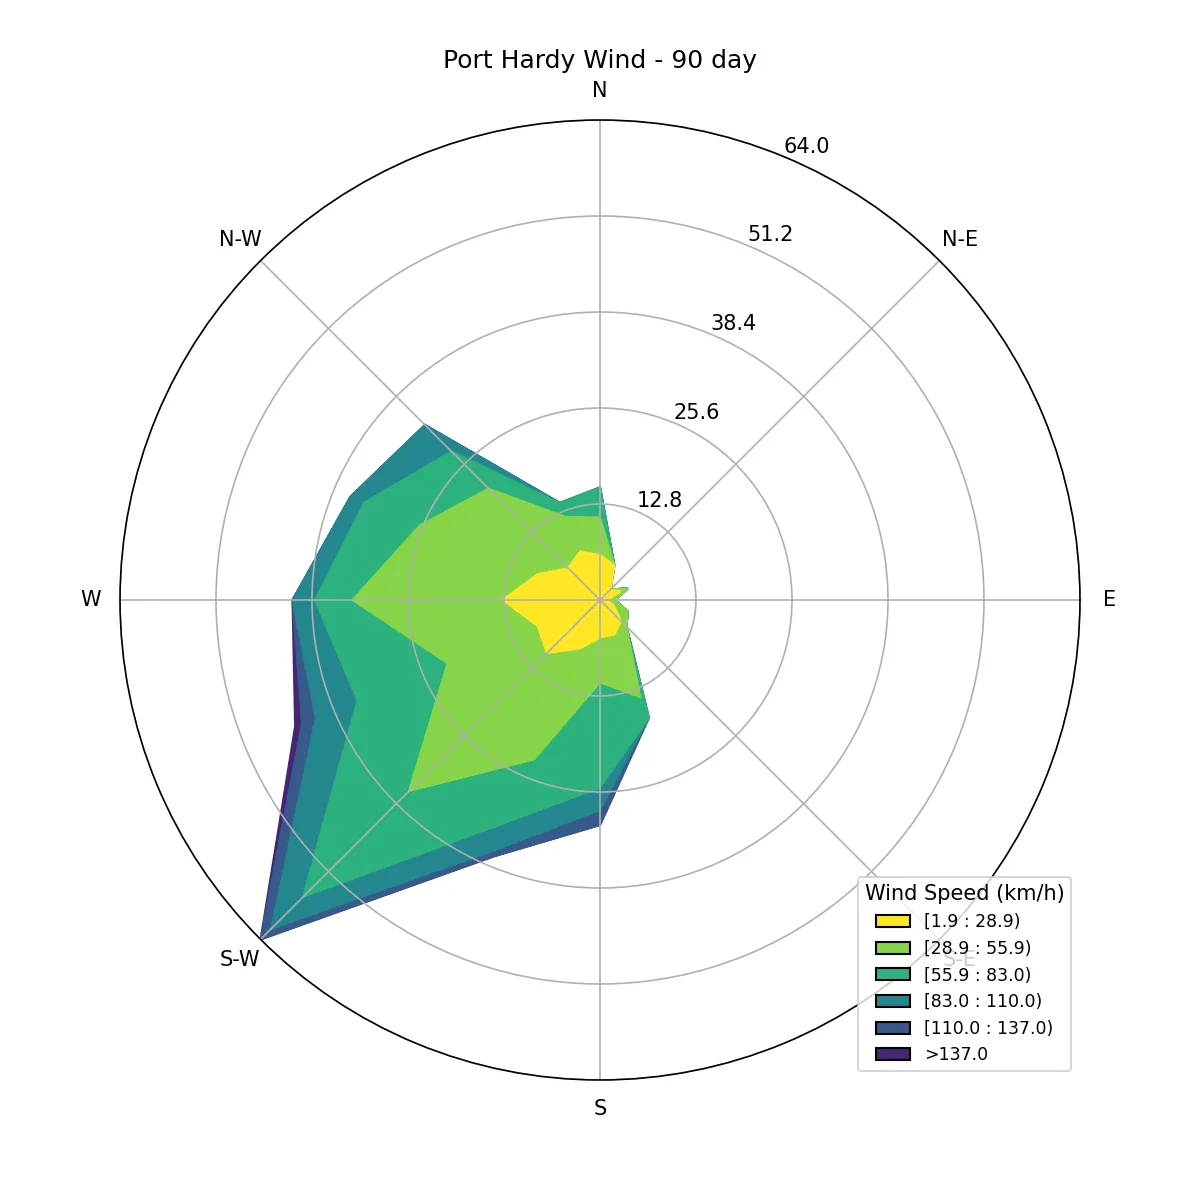 Port Hardy Wind - 90 day
N
64.0
N-W
51.2
N-E
38.4
25.6
12.8
W
E
S-W
S-E
S
Wind Speed (km/h)
[1.9 : 28.9)
[28.9 : 55.9)
[55.9 : 83.0)
[83.0 : 110.0)
[110.0 : 137.0)
>137.0